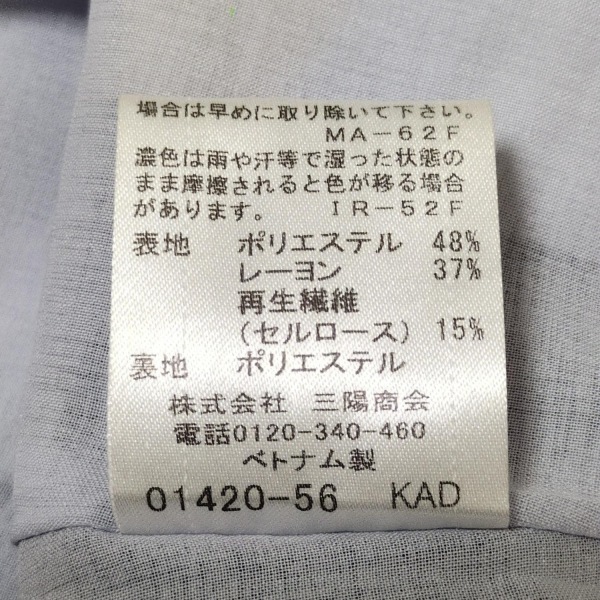 場合は早めに取り除いて下さい。
MA-62F
濃色は雨や汗等で湿った状態の
まま摩擦されると色が移る場合
があります。 IR-52F
表地 ポリエステル 48%
レーヨン 37%
再生繊維
(セルロース) 15%
裏地 ポリエステル
株式会社 三陽商会
電話0120-340-460
ベトナム製
01420-56 KAD